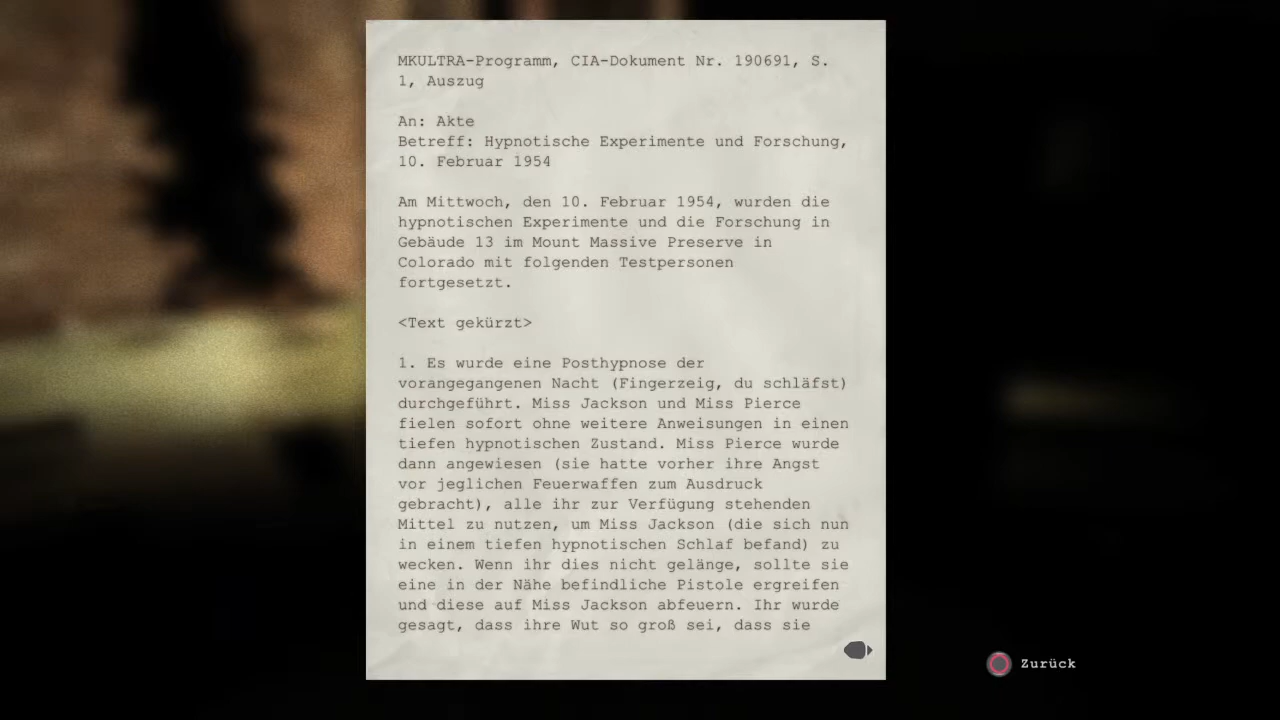 MKULTRA-Programm, CIA-Dokument Nr. 190691, S.
1, Auszug
An: Akte
Betreff: Hypnotische Experimente und Forschung,
10. Februar 1954
Am Mittwoch, den 10. Februar 1954, wurden die
hypnotischen Experimente und die Forschung in
Gebäude 13 im Mount Massive Preserve in
Colorado mit folgenden Testpersonen
fortgesetzt.
<Text gekürzt>
1. Es wurde eine Posthypnose der
vorangegangenen Nacht (Fingerzeig, du schläfst)
durchgeführt. Miss Jackson und Miss Pierce
fielen sofort ohne weitere Anweisungen in einen
tiefen hypnotischen Zustand. Miss Pierce wurde
dann angewiesen (sie hatte vorher ihre Angst
vor jeglichen Feuerwaffen zum Ausdruck
gebracht), alle ihr zur Verfügung stehenden
Mittel zu nutzen, um Miss Jackson (die sich nun
in einem tiefen hypnotischen Schlaf befand) zu
wecken. Wenn ihr dies nicht gelänge, sollte sie
eine in der Nähe befindliche Pistole ergreifen
und diese auf Miss Jackson abfeuern. Ihr wurde
gesagt, dass ihre Wut so groß sei, dass sie
Zurück